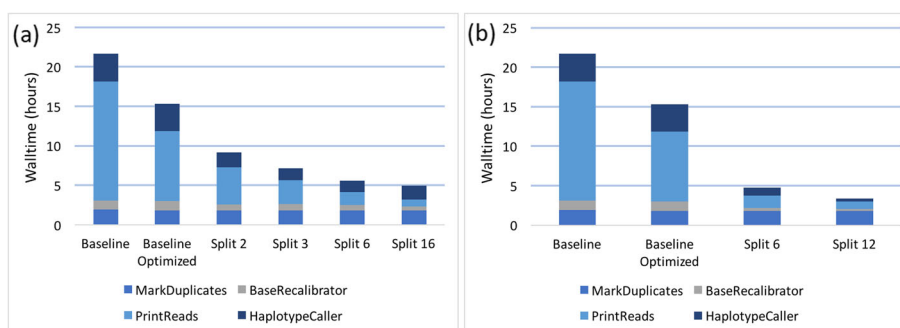 (a)
Walltime (hours)
25
20
15
10
5
0
Baseline
Baseline
Optimized
Split 2
Split 3
Split 6
Split 16
MarkDuplicates
BaseRecalibrator
PrintReads
HaplotypeCaller
(b)
Walltime (hours)
25
20
15
10
5
0
Baseline
Baseline
Optimized
Split 6
Split 12
MarkDuplicates
BaseRecalibrator
PrintReads
HaplotypeCaller